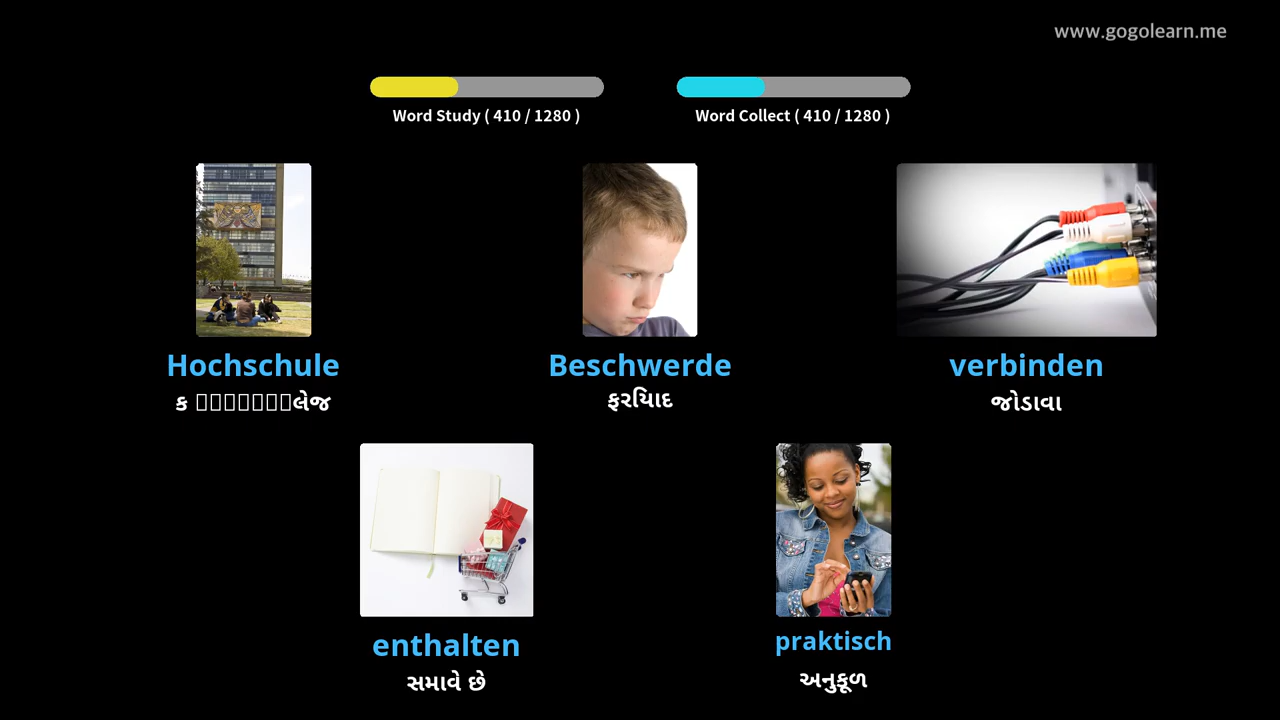 www.gogolearn.me
Word Study ( 410 / 1280 )
Word Collect ( 410 / 1280 )
Hochschule
Beschwerde
verbinden
ક લેજ
ફરિયાદ
જોડાવા
enthalten
praktisch
સમાવે છે
અનુકૂળ